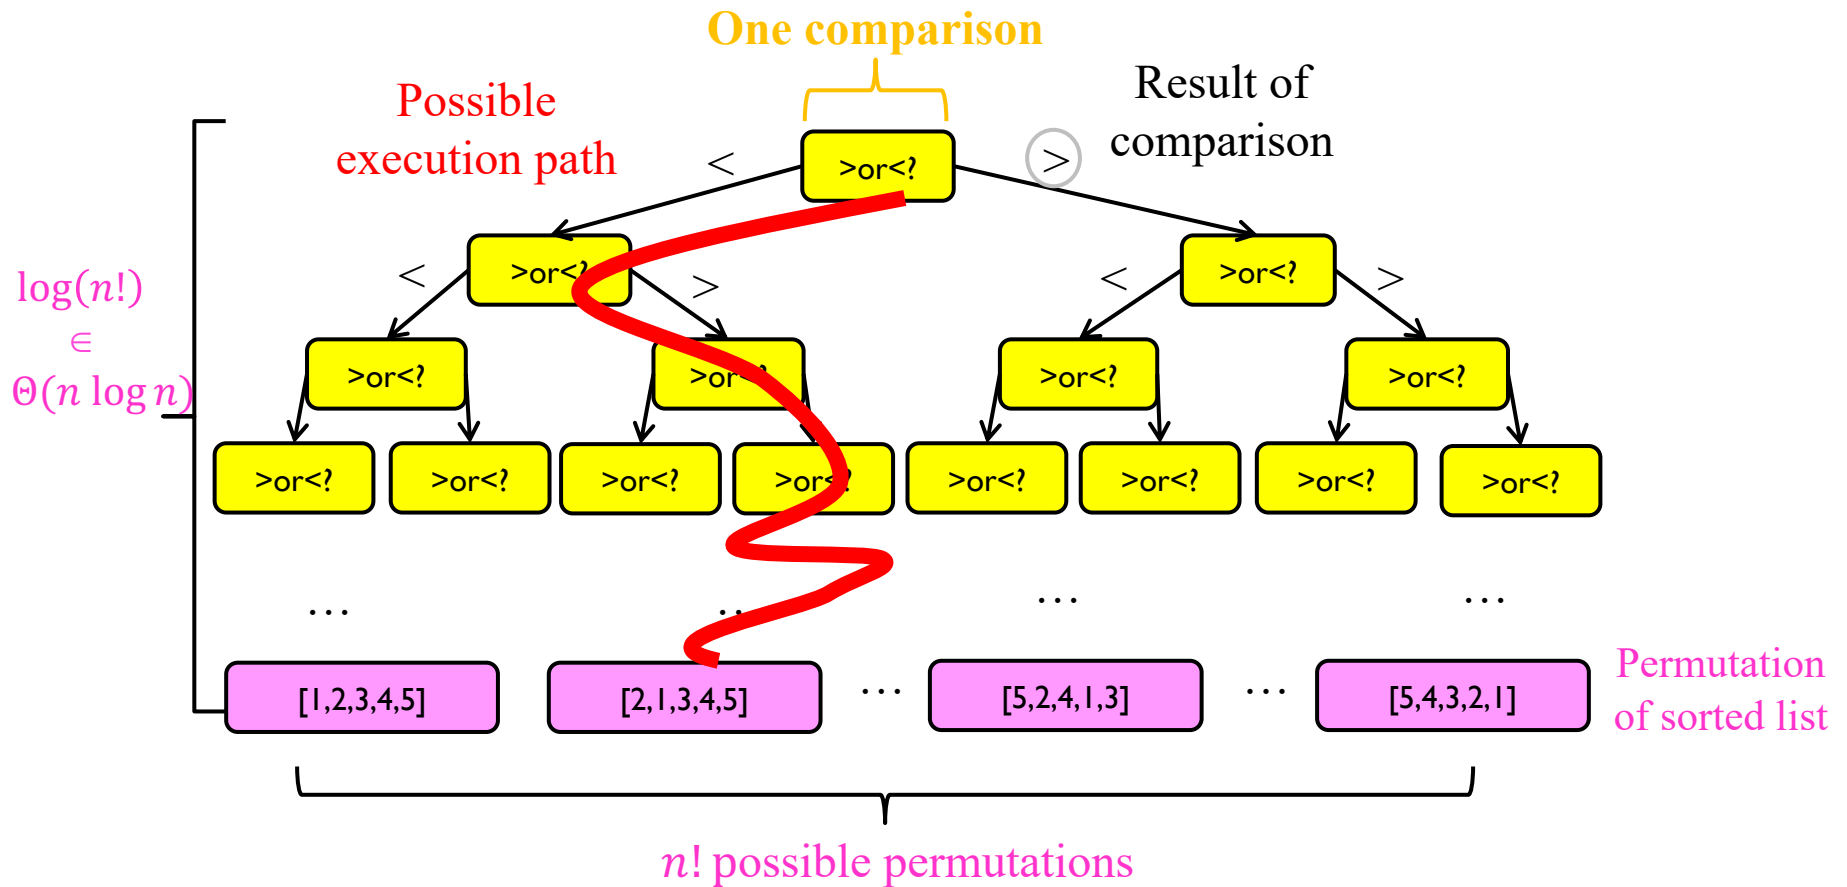 One comparison
Possible
execution path
Result of
comparison
<
>or<?
>
>or<?
>or<?
<
>
<
>
log(n!)
∈
Θ(n log n)
>or<?
>or<?
>or<?
>or<?
>or<?
>or<?
>or<?
>or<?
>or<?
>or<?
>or<?
>or<?
…
…
…
…
[1,2,3,4,5]
[2,1,3,4,5]
…
[5,2,4,1,3]
…
[5,4,3,2,1]
Permutation
of sorted list
n! possible permutations